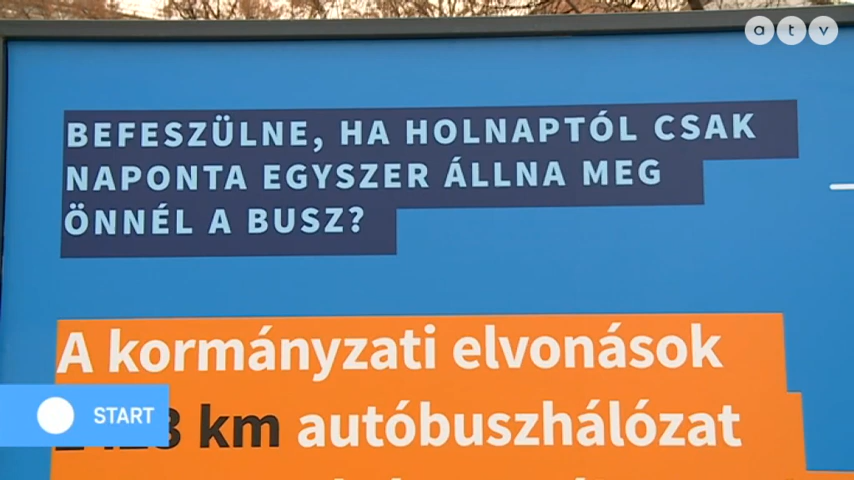 atv
BEFESZÜLNE, HA HOLNAPTÓL CSAK
NAPONTA EGYSZER ÁLLNA MEG
ÖNNÉL A BUSZ?
A kormányzati elvonások
km autóbuszhálózat
START